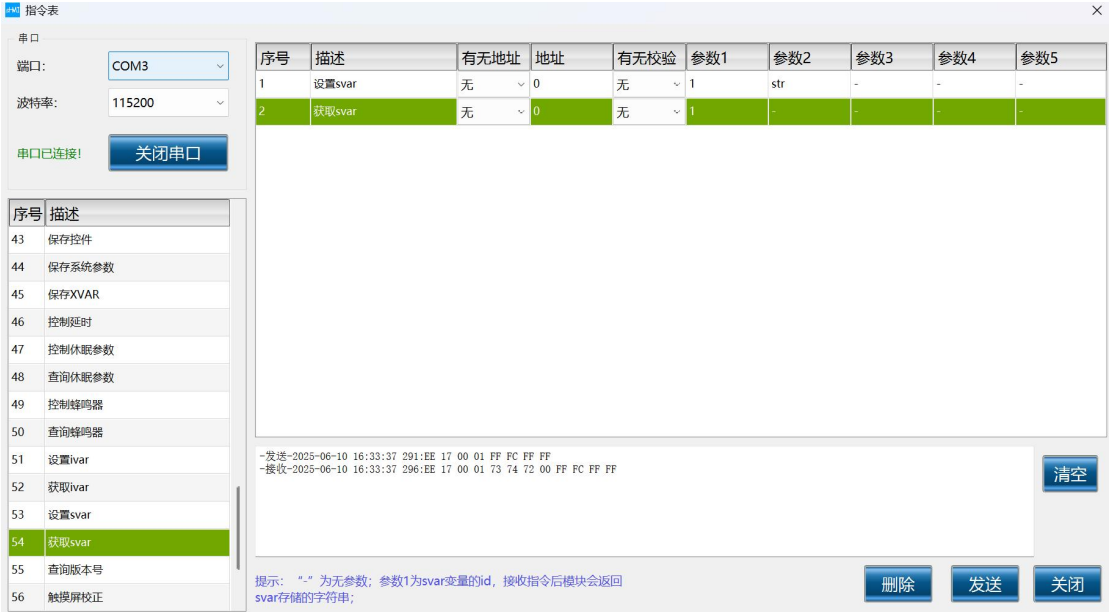 sHMI 指令表
串口
端口: COM3
波特率: 115200
串口已连接! 关闭串口
序号 描述
43 保存控件
44 保存系统参数
45 保存XVAR
46 控制延时
47 控制休眠参数
48 查询休眠参数
49 控制蜂鸣器
50 查询蜂鸣器
51 设置ivar
52 获取ivar
53 设置svar
54 获取svar
55 查询版本号
56 触摸屏校正
序号 描述 有无地址 地址 有无校验 参数1 参数2 参数3 参数4 参数5
1 设置svar 无 0 无 1 str - - -
2 获取svar 无 0 无 1 - - - -
-发送-2025-06-10 16:33:37 291:EE 17 00 01 FF FC FF FF
-接收-2025-06-10 16:33:37 296:EE 17 00 01 73 74 72 00 FF FC FF FF
清空
提示: “-”为无参数; 参数1为svar变量的id, 接收指令后模块会返回
svar存储的字符串;
删除 发送 关闭